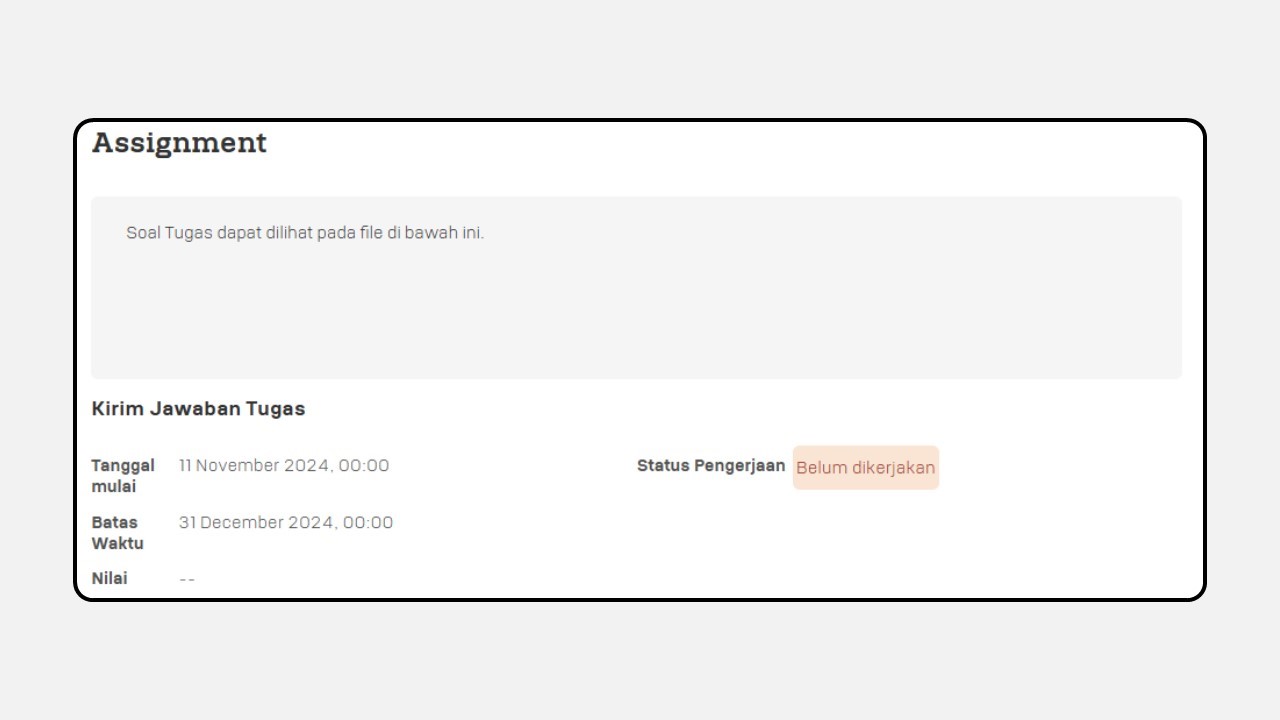 Assignment
Soal Tugas dapat dilihat pada file di bawah ini.
Kirim Jawaban Tugas
Tanggal mulai 11 November 2024, 00:00
Status Pengerjaan Belum dikerjakan
Batas Waktu 31 December 2024, 00:00
Nilai --